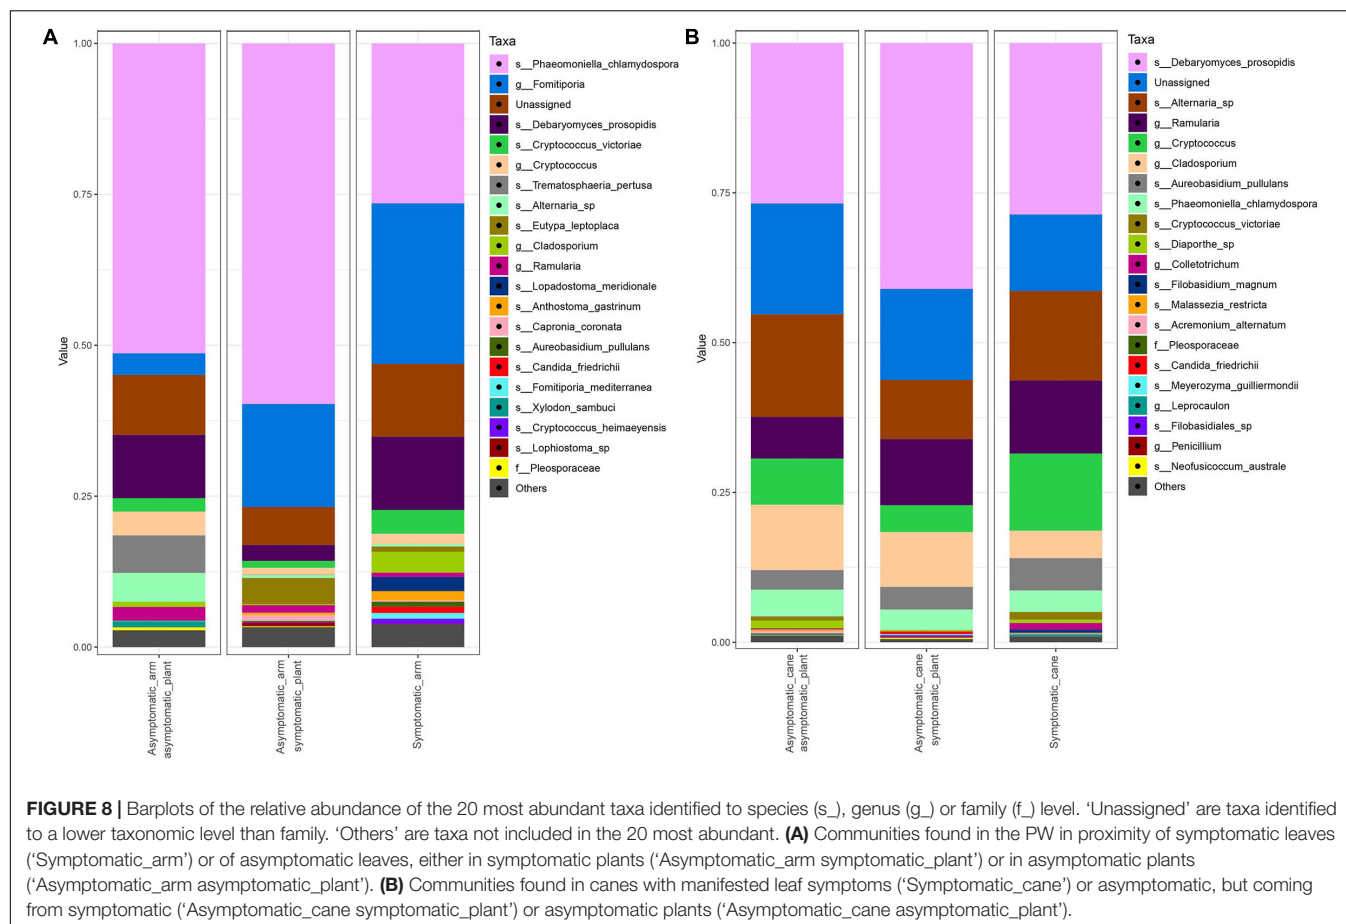 A
Value
1.00
0.75
0.50
0.25
0.00
Asymptomatic_arm
asymptomatic_plant
Asymptomatic_arm
symptomatic_plant
Symptomatic_arm
Taxa
s__Phaeomoniella_chlamydospora
g__Fomitiporia
Unassigned
s__Debaryomyces_prosopidis
s__Cryptococcus_victoriae
g__Cryptococcus
s__Trematosphaeria_pertusa
s__Alternaria_sp
s__Eutypa_leptoplaca
g__Cladosporium
g__Ramularia
s__Lopadostoma_meridionale
s__Anthostoma_gastrinum
s__Capronia_coronata
s__Aureobasidium_pullulans
s__Candida_friedrichii
s__Fomitiporia_mediterranea
s__Xylodon_sambuci
s__Cryptococcus_heimaeyensis
s__Lophiostoma_sp
f__Pleosporaceae
Others
B
Value
1.00
0.75
0.50
0.25
0.00
Asymptomatic_cane
asymptomatic_plant
Asymptomatic_cane
symptomatic_plant
Symptomatic_cane
Taxa
s__Debaryomyces_prosopidis
Unassigned
s__Alternaria_sp
g__Ramularia
g__Cryptococcus
g__Cladosporium
s__Aureobasidium_pullulans
s__Phaeomoniella_chlamydospora
s__Cryptococcus_victoriae
s__Diaporthe_sp
g__Colletotrichum
s__Filobasidium_magnum
s__Malassezia_restricta
s__Acremonium_alternatum
f__Pleosporaceae
s__Candida_friedrichii
s__Meyerozyma_guilliermondii
g__Leprocaulon
s__Filobasidiales_sp
g__Penicillium
s__Neofusicoccum_australe
Others
FIGURE 8 | Barplots of the relative abundance of the 20 most abundant taxa identified to species (s_), genus (g_) or family (f_) level. ‘Unassigned’ are taxa identified
to a lower taxonomic level than family. ‘Others’ are taxa not included in the 20 most abundant. (A) Communities found in the PW in proximity of symptomatic leaves
(‘Symptomatic_arm’) or of asymptomatic leaves, either in symptomatic plants (‘Asymptomatic_arm symptomatic_plant’) or in asymptomatic plants
(‘Asymptomatic_arm asymptomatic_plant’). (B) Communities found in canes with manifested leaf symptoms (‘Symptomatic_cane’) or asymptomatic, but coming
from symptomatic (‘Asymptomatic_cane symptomatic_plant’) or asymptomatic plants (‘Asymptomatic_cane asymptomatic_plant’).